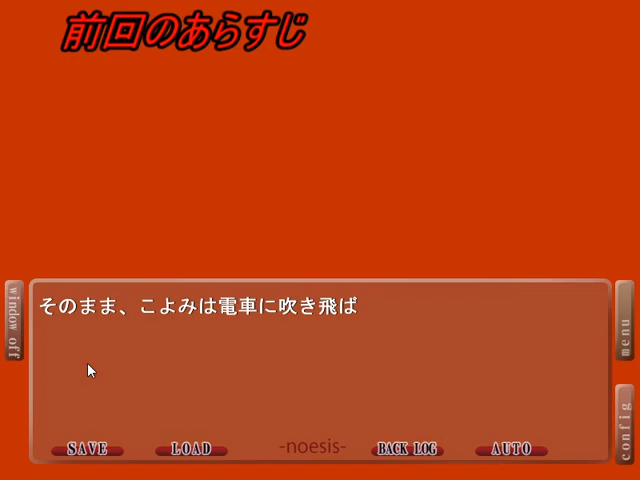 前回のあらすじ
そのまま、こよみは電車に吹き飛ば
window off
menu
config
SAVE
LOAD
-noesis-
BACK LOG
AUTO